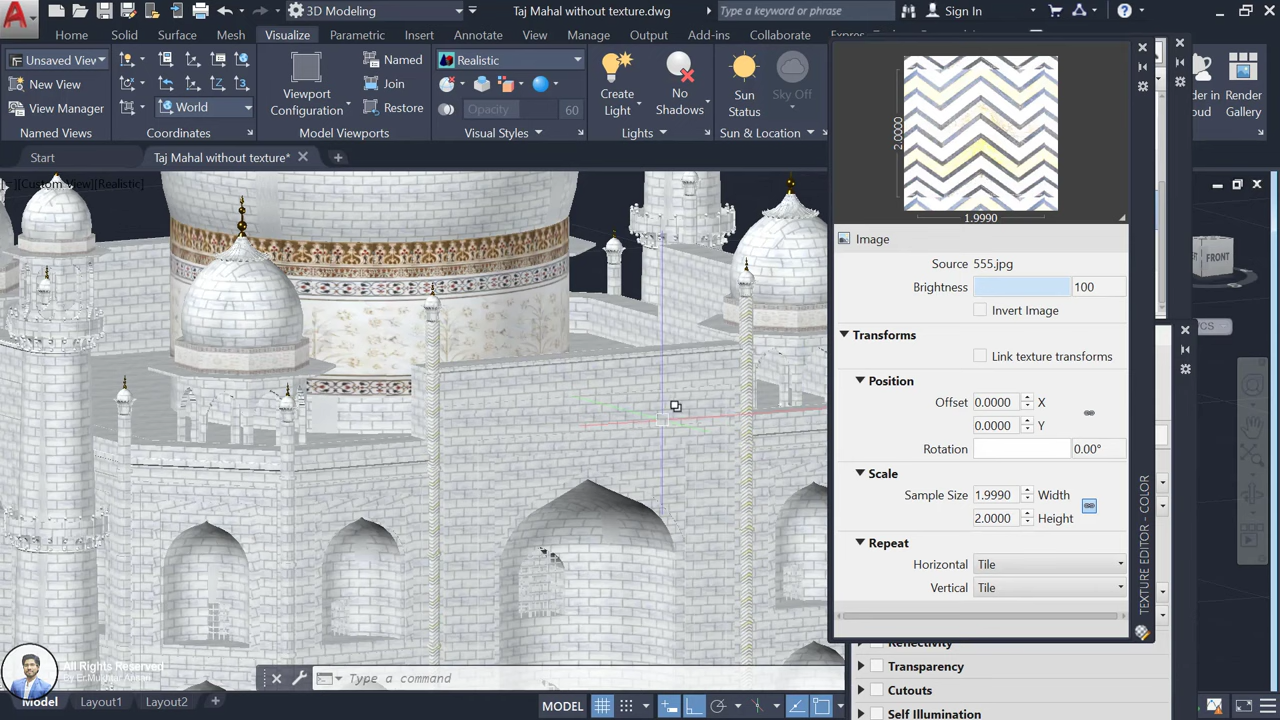 3D Modeling
Taj Mahal without texture.dwg
Type a keyword or phrase
Sign In
Home
Solid
Surface
Mesh
Visualize
Parametric
Insert
Annotate
View
Manage
Output
Add-ins
Collaborate
Unsaved View
New View
View Manager
Named Views
World
Coordinates
Viewport
Configuration
Named
Join
Restore
Model Viewports
Realistic
Opacity
60
Visual Styles
Create
Light
No
Shadows
Lights
Sun
Status
Sky Off
Sun & Location
Render
Gallery
Start
Taj Mahal without texture*
[Custom View][Realistic]
2.0000
1.9990
Image
Source
555.jpg
Brightness
100
Invert Image
Transforms
Link texture transforms
Position
Offset
0.0000
X
0.0000
Y
Rotation
0.00°
Scale
Sample Size
1.9990
Width
2.0000
Height
Repeat
Horizontal
Tile
Vertical
Tile
TEXTURE EDITOR - COLOR
FRONT
Transparency
Cutouts
Self Illumination
All Rights Reserved
Type a command
Model
Layout1
Layout2
MODEL